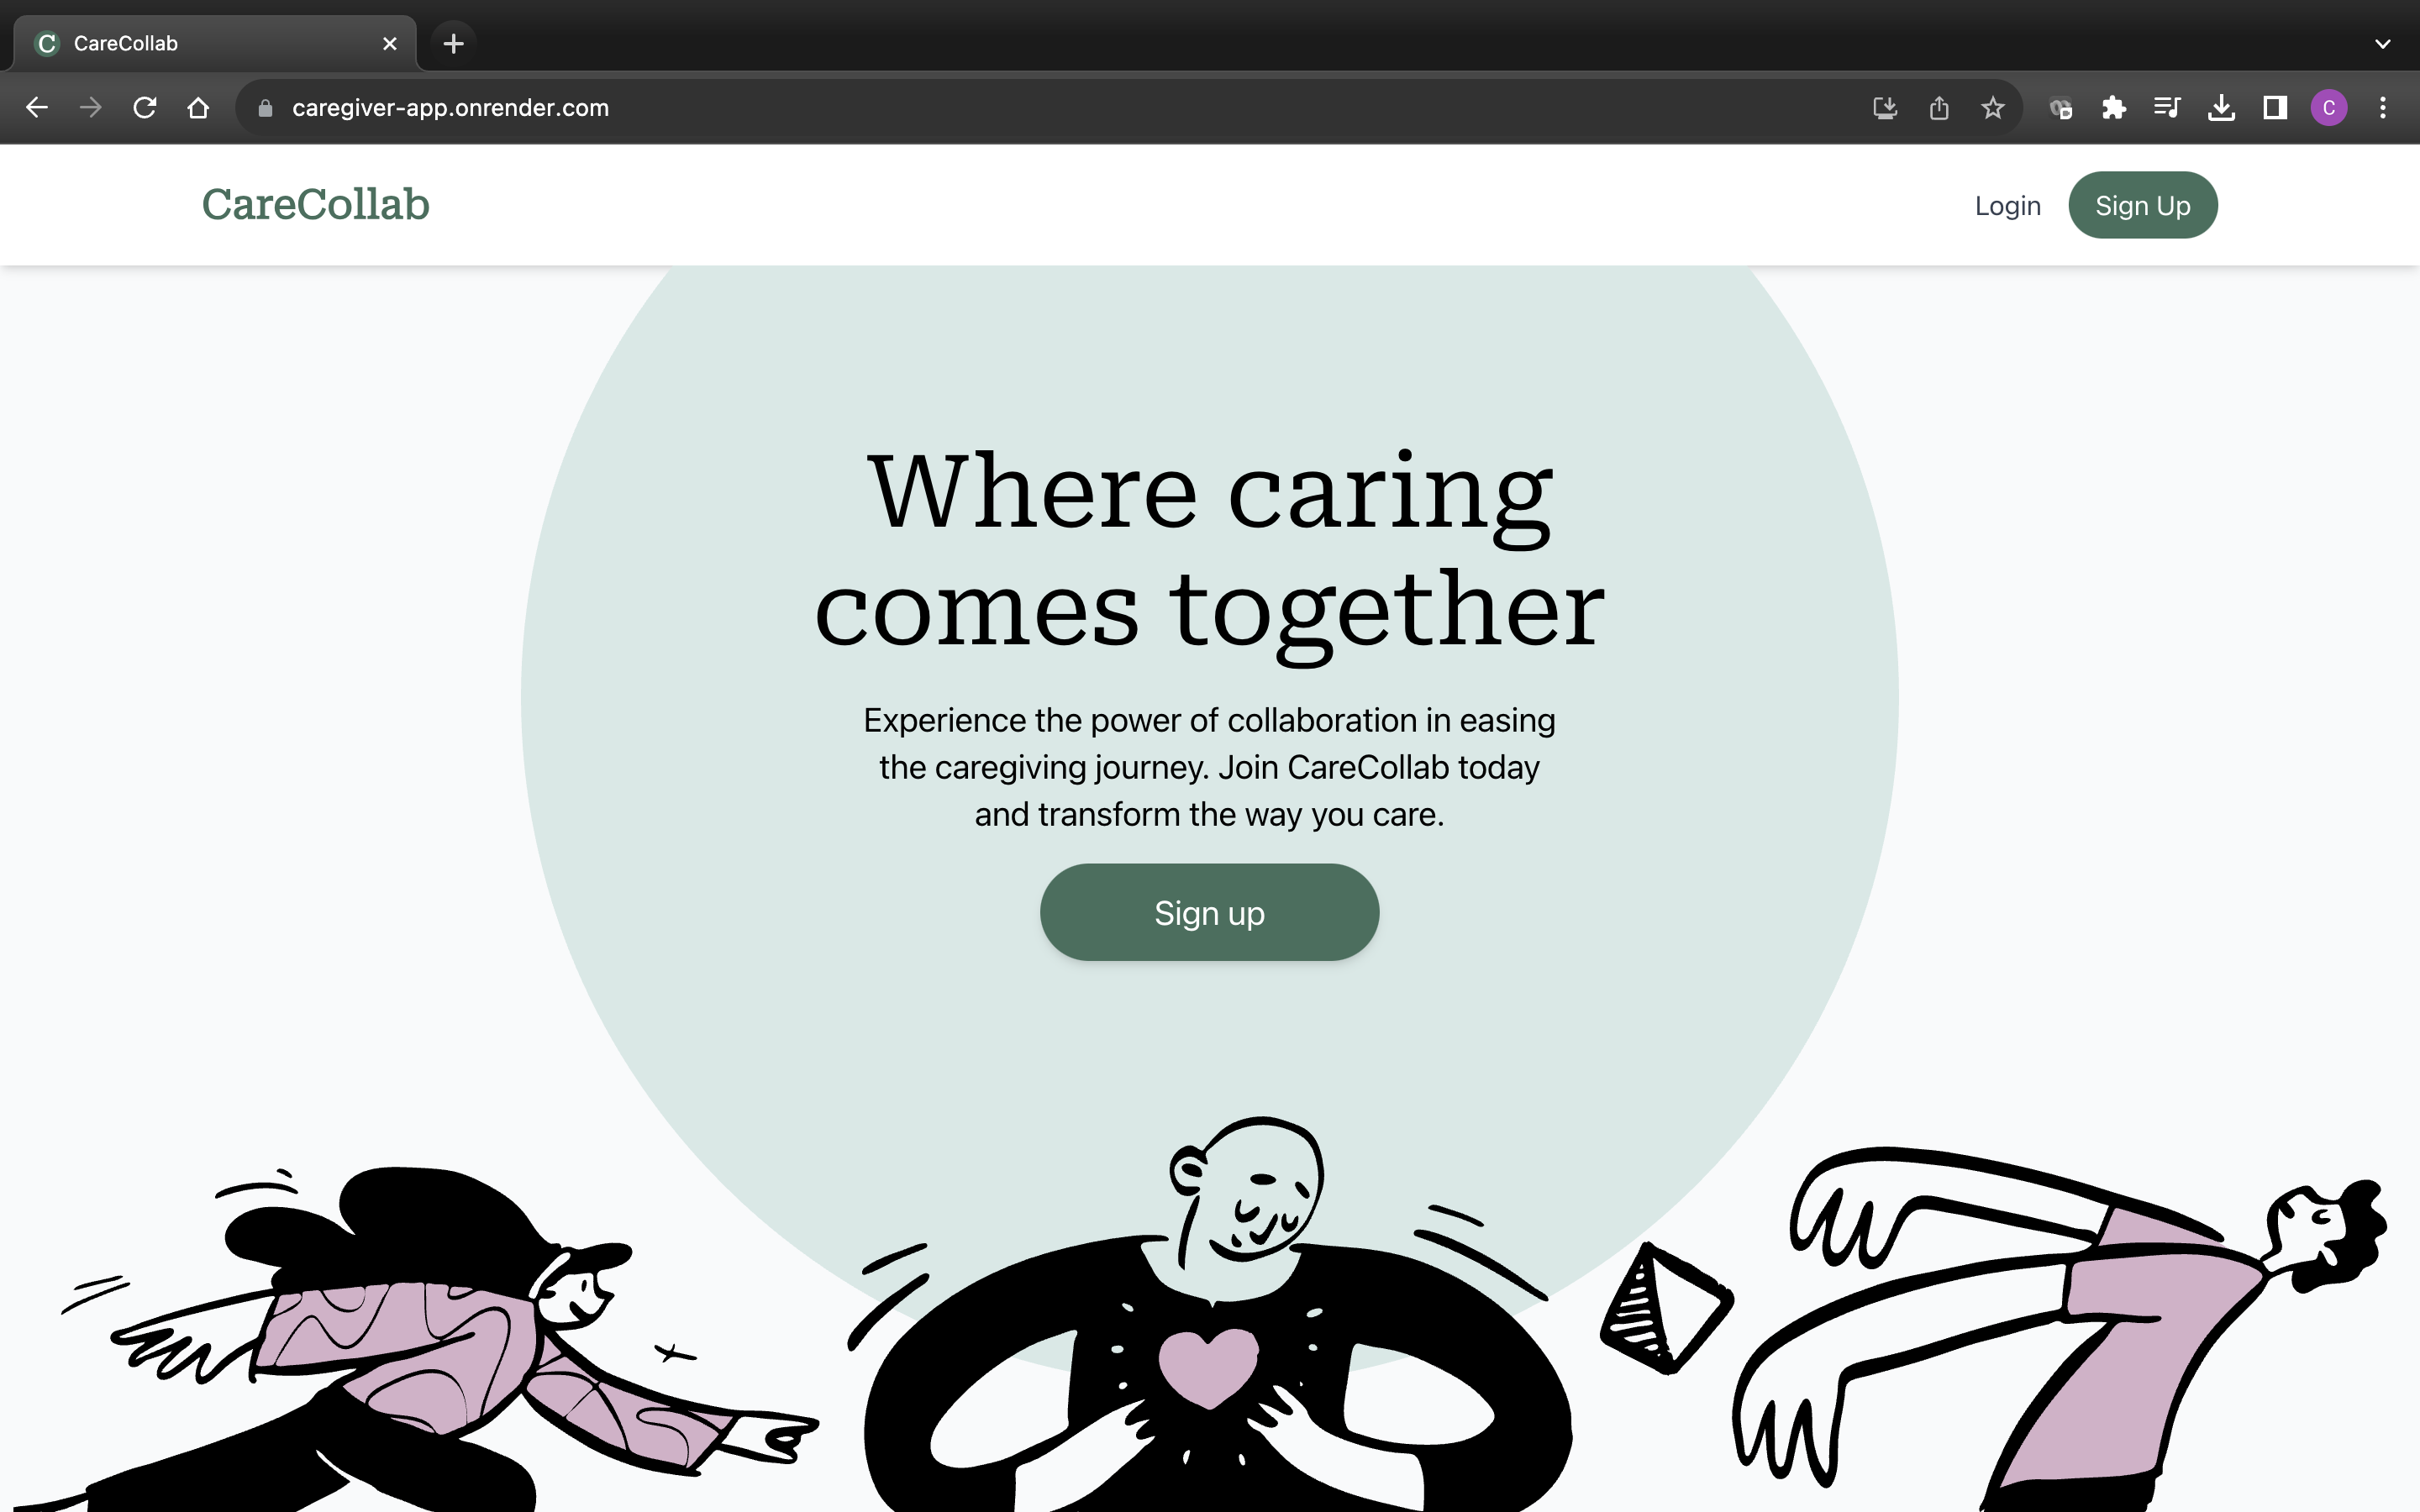 CareCollab
caregiver-app.onrender.com
C
CareCollab
Login
Sign Up
Where caring
comes together
Experience the power of collaboration in easing
the caregiving journey. Join CareCollab today
and transform the way you care.
Sign up